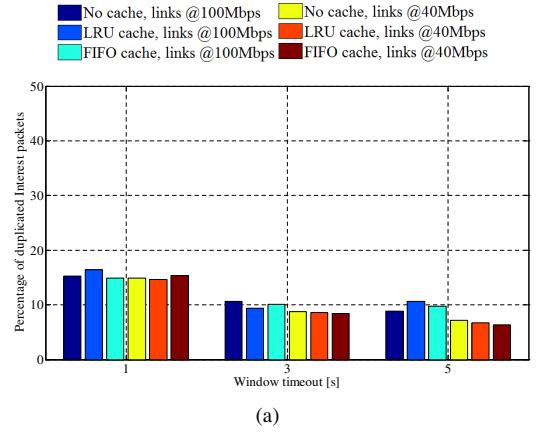 No cache, links @100Mbps No cache, links @40Mbps
LRU cache, links @100Mbps LRU cache, links @40Mbps
FIFO cache, links @100Mbps FIFO cache, links @40Mbps
Percentage of duplicated Interest packets
50
40
30
20
10
0
1 3 5
Window timeout [s]
(a)